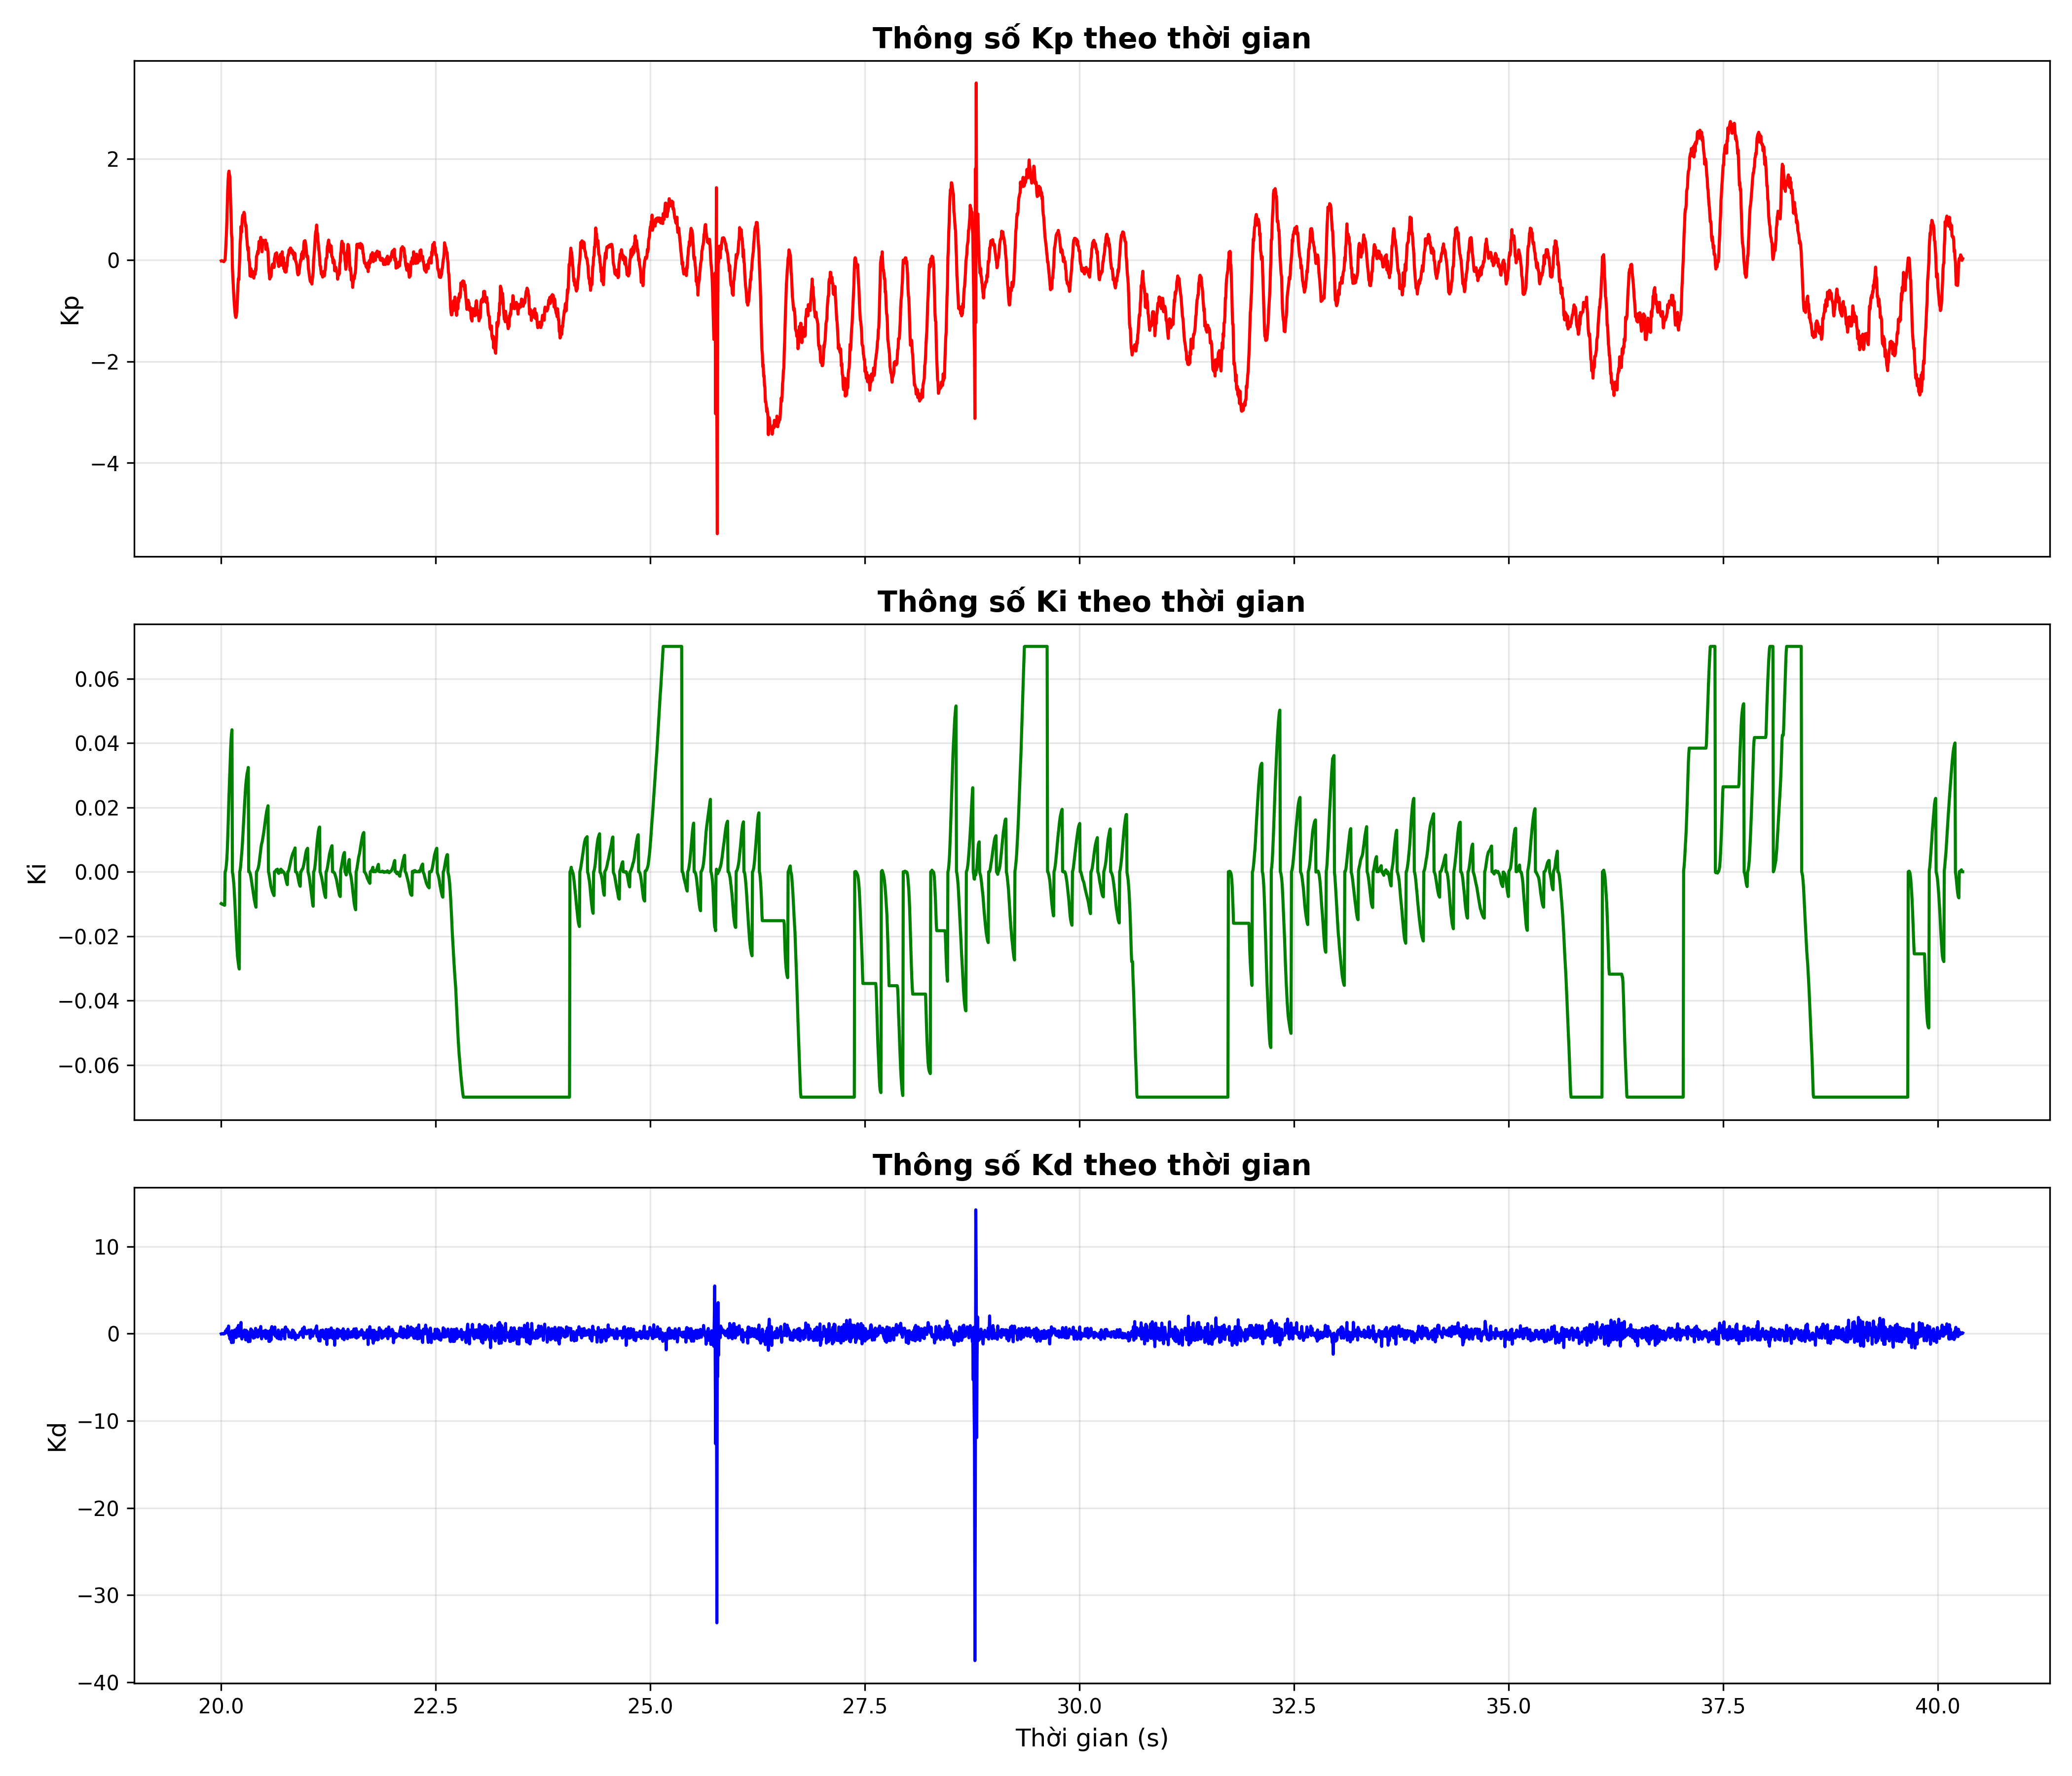 Thông số Kp theo thời gian
2
0
−2
−4
Kp
Thông số Ki theo thời gian
0.06
0.04
0.02
0.00
−0.02
−0.04
−0.06
Ki
Thông số Kd theo thời gian
10
0
−10
−20
−30
−40
Kd
20.0 22.5 25.0 27.5 30.0 32.5 35.0 37.5 40.0
Thời gian (s)